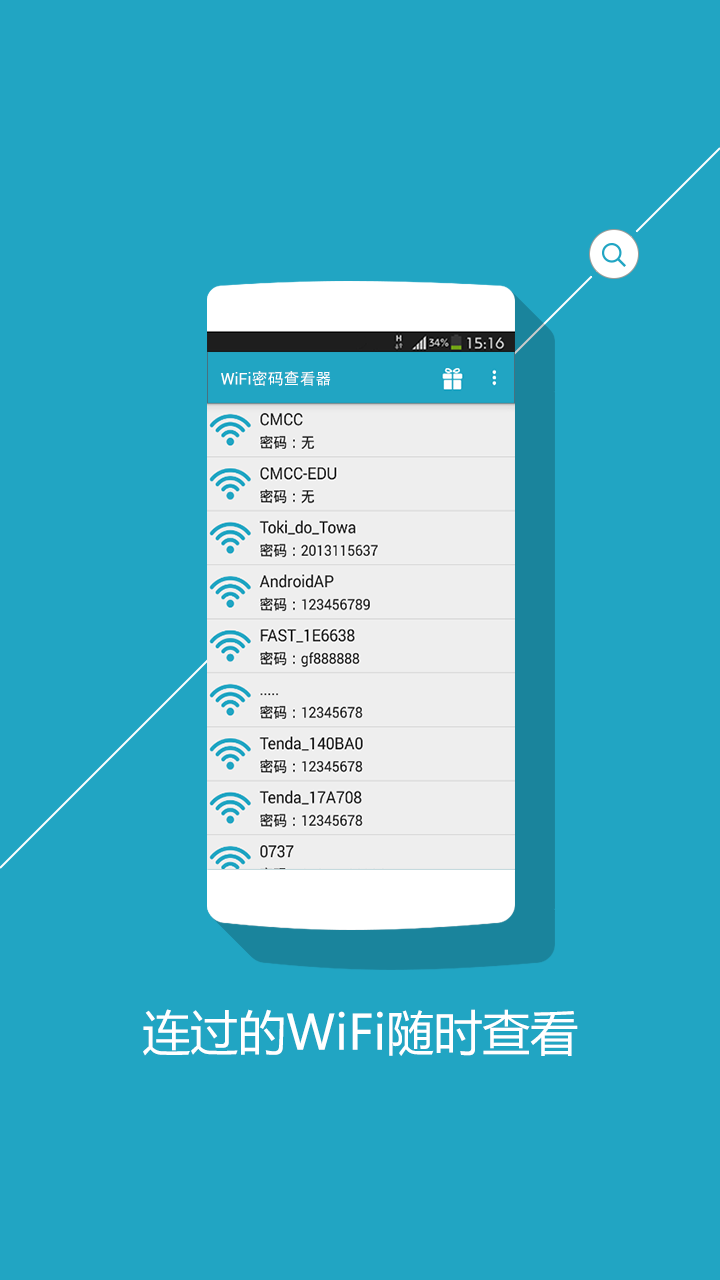 H 34% 15:16
WiFi密码查看器
CMCC
密码：无
CMCC-EDU
密码：无
Toki_do_Towa
密码：2013115637
AndroidAP
密码：123456789
FAST_1E6638
密码：gf888888
.....
密码：12345678
Tenda_140BA0
密码：12345678
Tenda_17A708
密码：12345678
0737
连过的WiFi随时查看